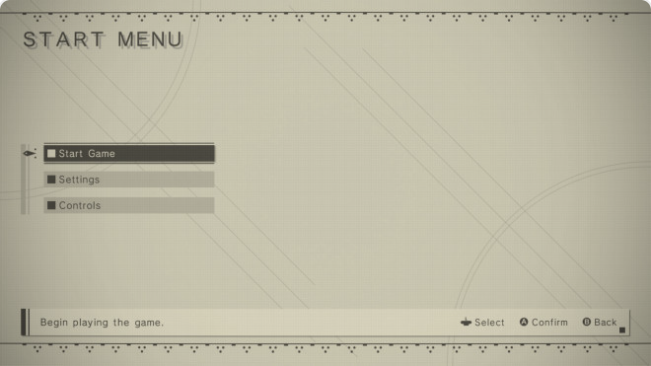 START MENU
Start Game
Settings
Controls
Begin playing the game.
Select A Confirm B Back